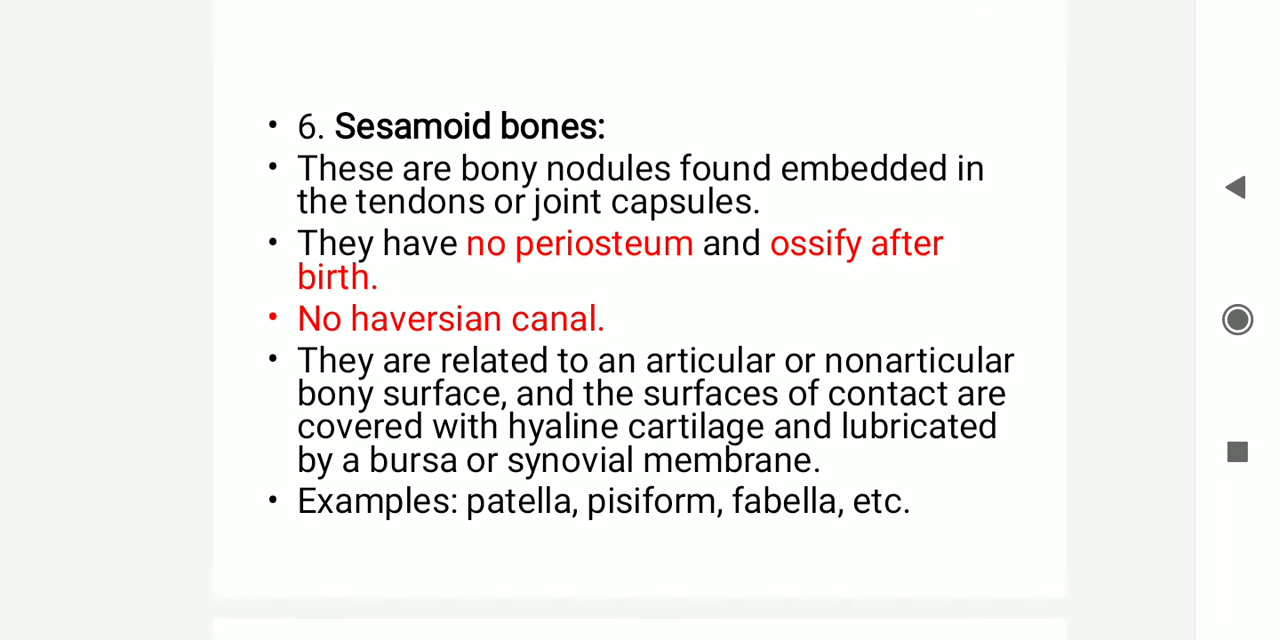 • 6. Sesamoid bones:
• These are bony nodules found embedded in
the tendons or joint capsules.
• They have no periosteum and ossify after
birth.
• No haversian canal.
• They are related to an articular or nonarticular
bony surface, and the surfaces of contact are
covered with hyaline cartilage and lubricated
by a bursa or synovial membrane.
• Examples: patella, pisiform, fabella, etc.